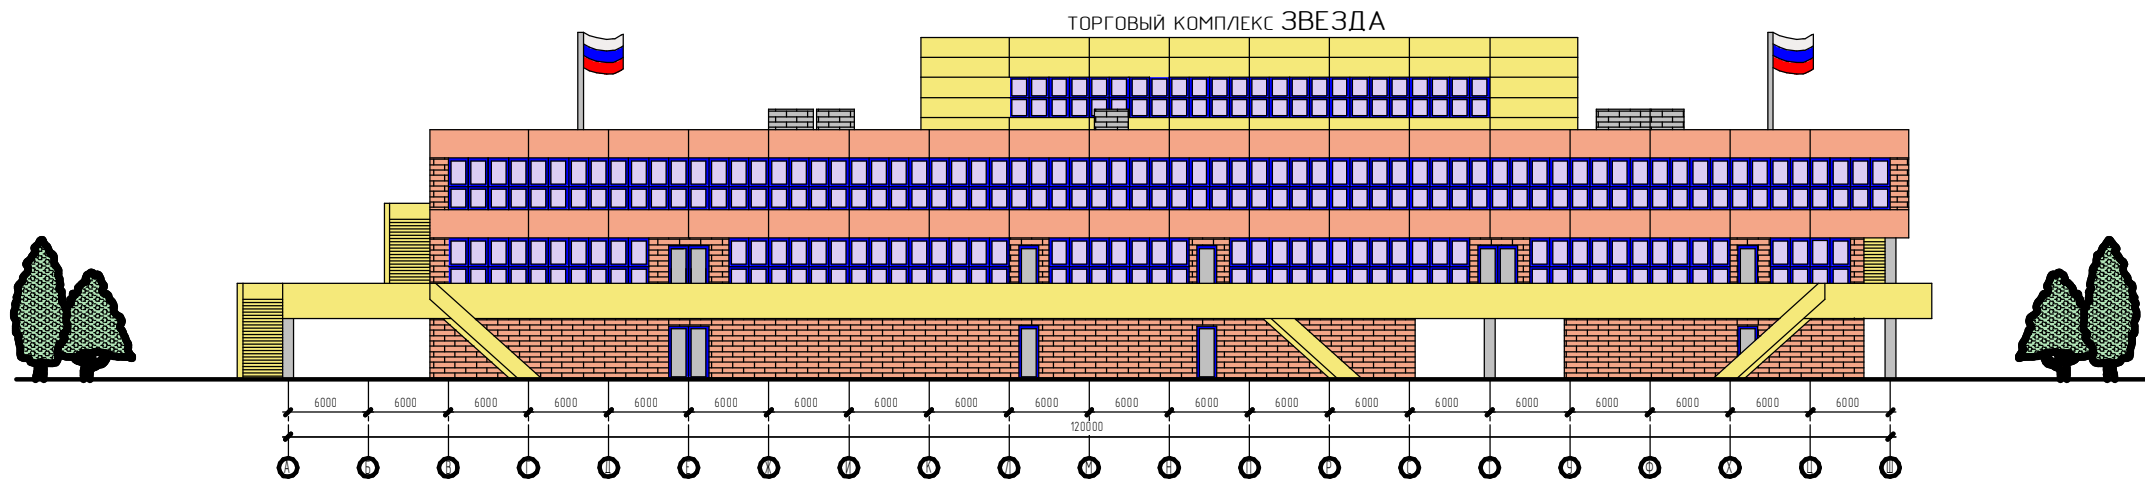 ТОРГОВЫЙ КОМПЛЕКС ЗВЕЗДА
6000 6000 6000 6000 6000 6000 6000 6000 6000 6000 6000 6000 6000 6000 6000 6000 6000 6000 6000 6000
120000
А Б В Г Д Е Ж И К Л М Н П Р С Т У Ф Х Ц Ш